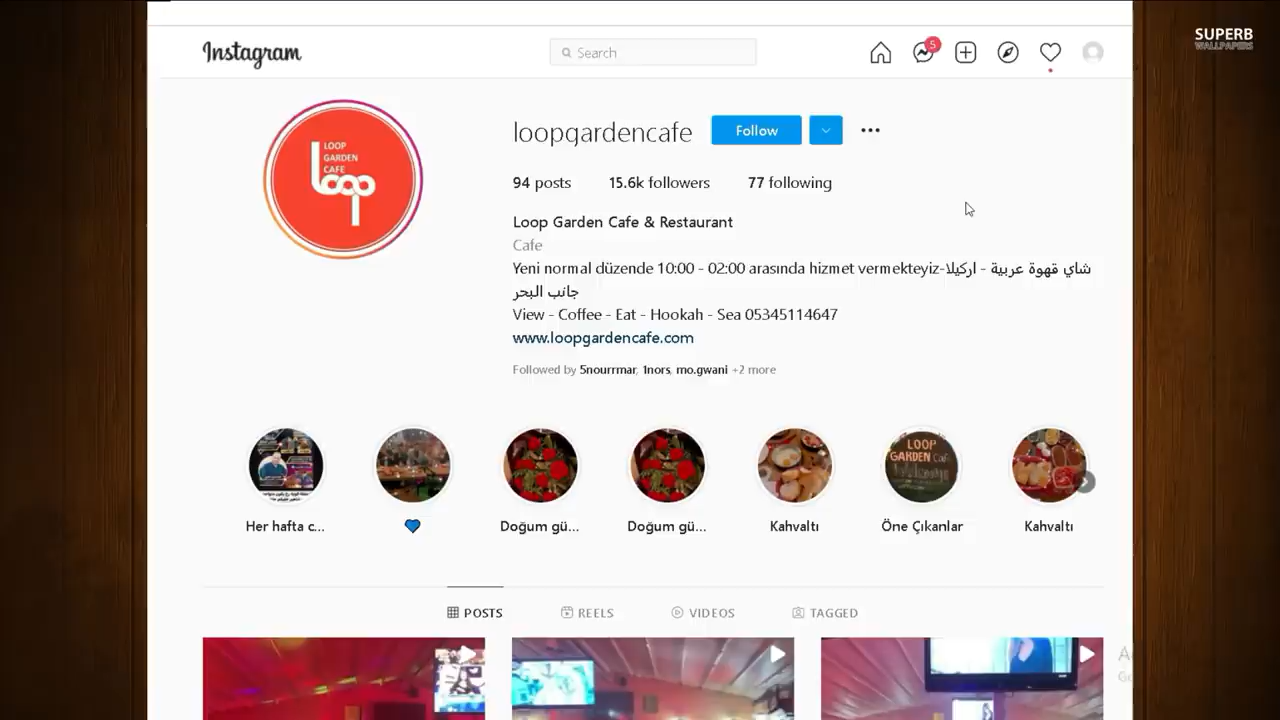 SUPERB
WALLPAPERS
Instagram
Search
5
LOOP
GARDEN
CAFE
loop
loopgardencafe
Follow
94 posts 15.6k followers 77 following
Loop Garden Cafe & Restaurant
Cafe
Yeni normal düzende 10:00 - 02:00 arasında hizmet vermekteyiz-شاي قهوة عربية - اركيلا
جانب البحر
View - Coffee - Eat - Hookah - Sea 05345114647
www.loopgardencafe.com
Followed by 5nourrmar, 1nors, mo.gwani +2 more
LOOP
GARDEN Cafe
Her hafta c...
Doğum gü...
Doğum gü...
Kahvaltı
Öne Çıkanlar
Kahvaltı
POSTS
REELS
VIDEOS
TAGGED